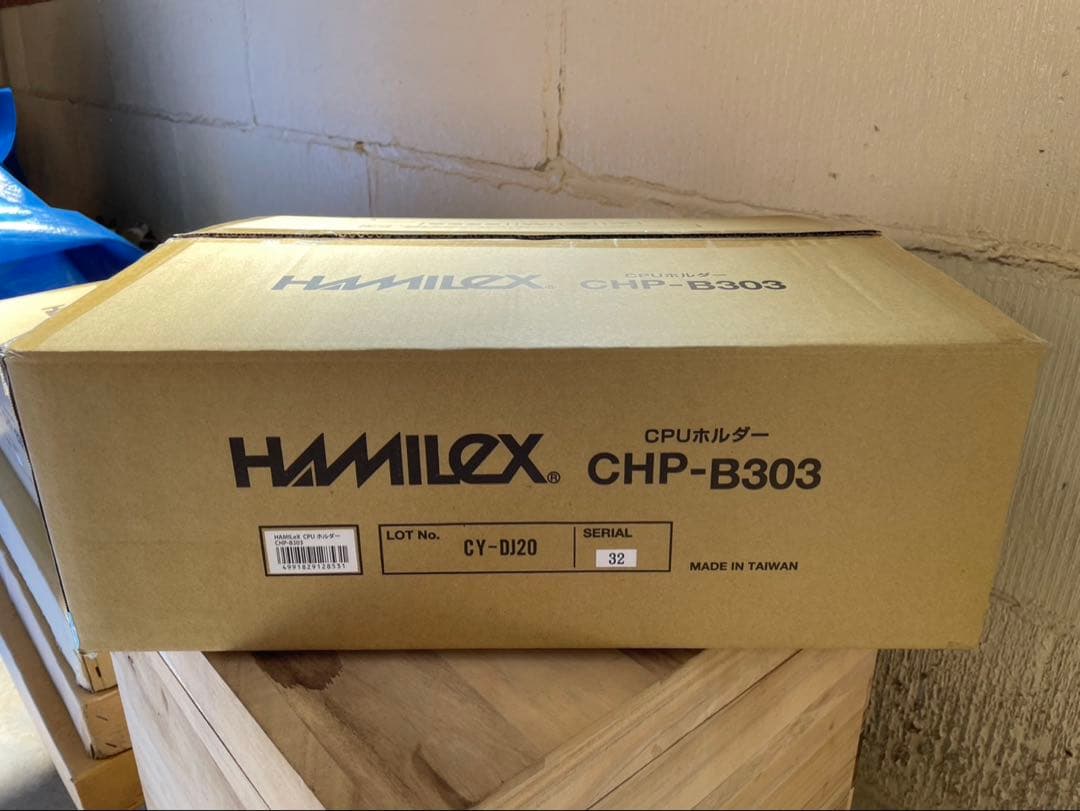 HAMILeX®
CPUホルダー
CHP-B303
HAMILeX®
CPUホルダー
CHP-B303
HAMILeX CPU ホルダー
CHP-B303
4991829128531
LOT No.
CY-DJ20
SERIAL
32
MADE IN TAIWAN